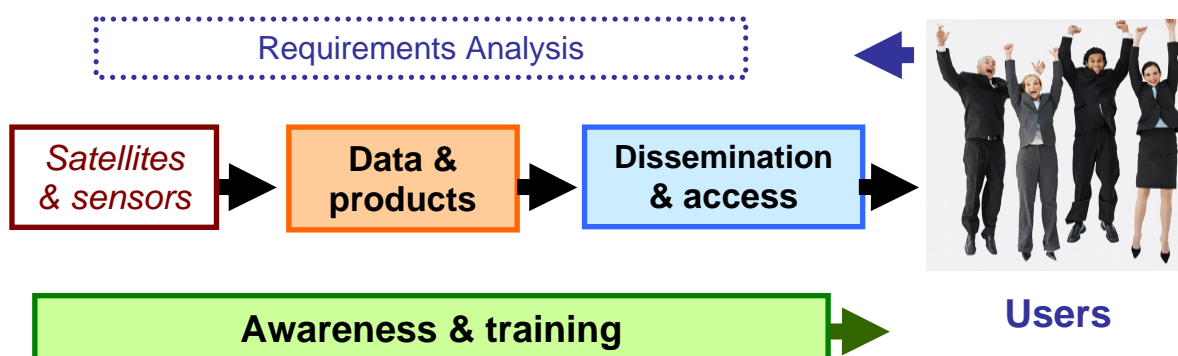 Requirements Analysis
Satellites
& sensors
Data &
products
Dissemination
& access
Users
Awareness & training